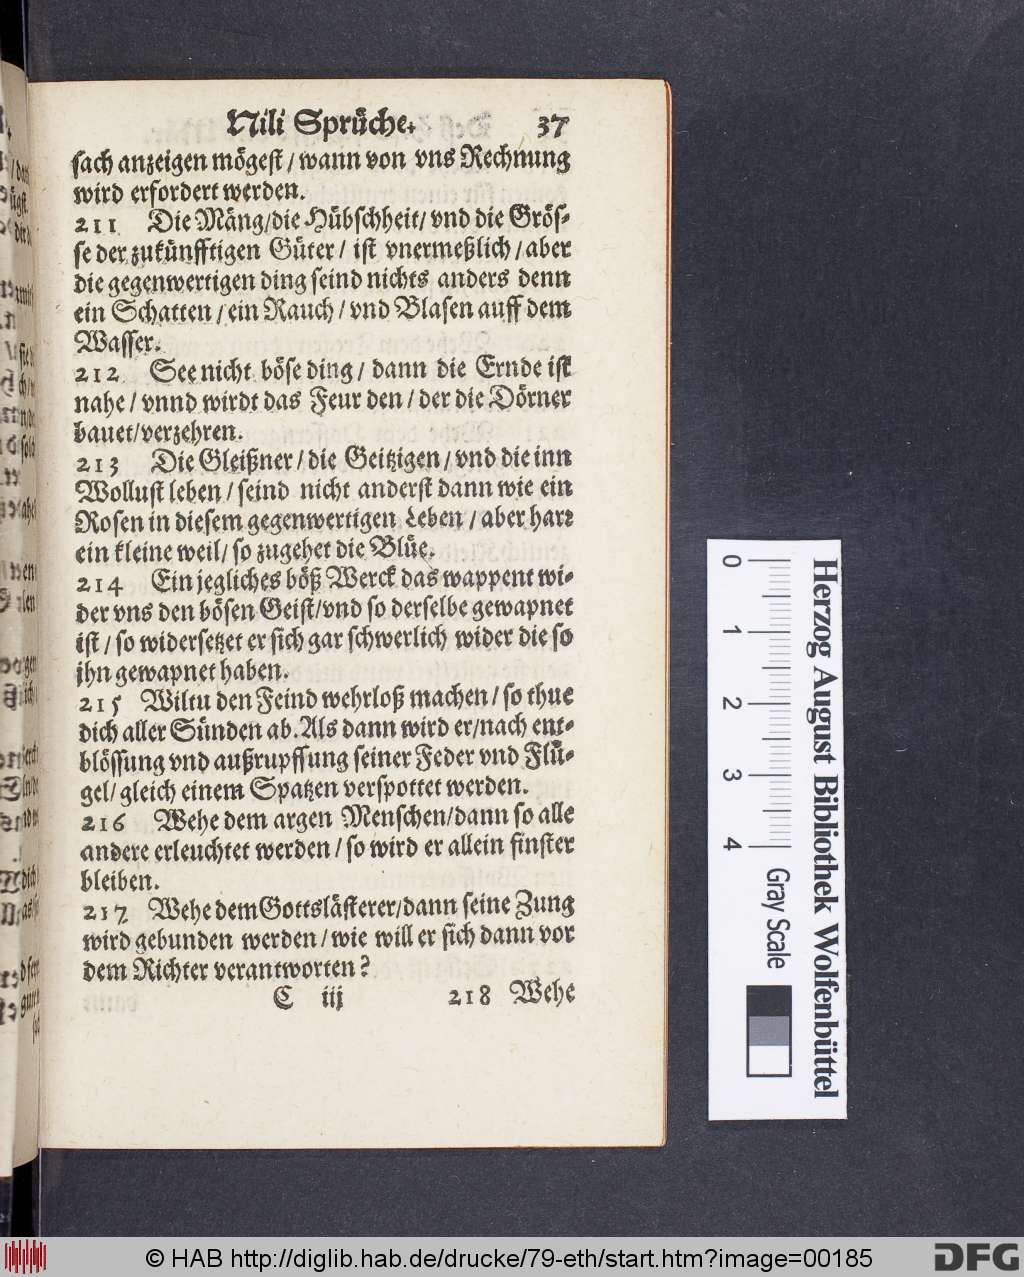 Nili Sprüche. 37
sach anzeigen mögest / wann von vns Rechnung
wird erfordert werden.
211 Die Mäng/die Hübschheit/ vnd die Grös-
se der zukünfftigen Güter / ist vnermeßlich / aber
die gegenwertigen ding seind nichts anders denn
ein Schatten / ein Rauch / vnd Blasen auff dem
Wasser.
212 See nicht böse ding / dann die Ernde ist
nahe / vnnd wirdt das Feur den / der die Dörner
bauet/verzehren.
213 Die Gleißner / die Geitzigen / vnd die inn
Wollust leben / seind nicht anderst dann wie ein
Rosen in diesem gegenwertigen Leben / aber harꝛ
ein kleine weil/ so zugehet die Blüe.
214 Ein jegliches böß Werck das wappent wi-
der vns den bösen Geist/vnd so derselbe gewapnet
ist / so widersetzet er sich gar schwerlich wider die so
jhn gewapnet haben.
215 Wiltu den Feind wehrloß machen / so thue
dich aller Sünden ab. Als dann wird er/nach ent-
blössung vnd außrupffung seiner Feder vnd Flü-
gel/ gleich einem Spatzen verspottet werden.
216 Wehe dem argen Menschen/dann so alle
andere erleuchtet werden / so wird er allein finster
bleiben.
217 Wehe dem Gottslästerer/dann seine Zung
wird gebunden werden / wie will er sich dann vor
dem Richter verantworten?
C iij 218 Wehe
0 1 2 3 4 Gray Scale
Herzog August Bibliothek Wolfenbüttel
© HAB http://diglib.hab.de/drucke/79-eth/start.htm?image=00185
DFG